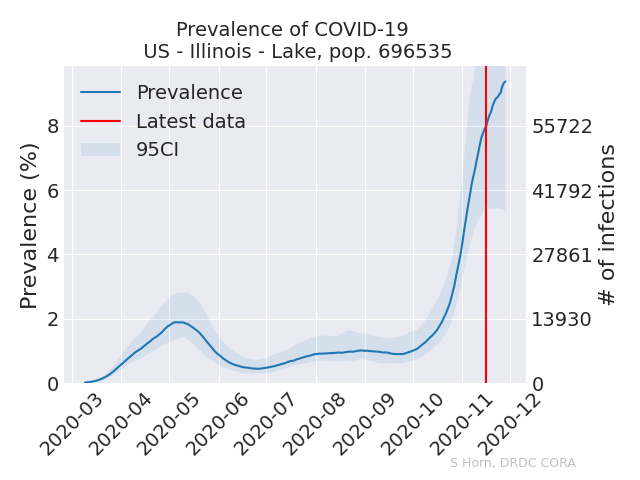 Prevalence of COVID-19
US - Illinois - Lake, pop. 696535
Prevalence
Latest data
95CI
Prevalence (%)
8
6
4
2
0
55722
41792
27861
13930
0
# of infections
2020-03
2020-04
2020-05
2020-06
2020-07
2020-08
2020-09
2020-10
2020-11
2020-12
S Horn, DRDC CORA